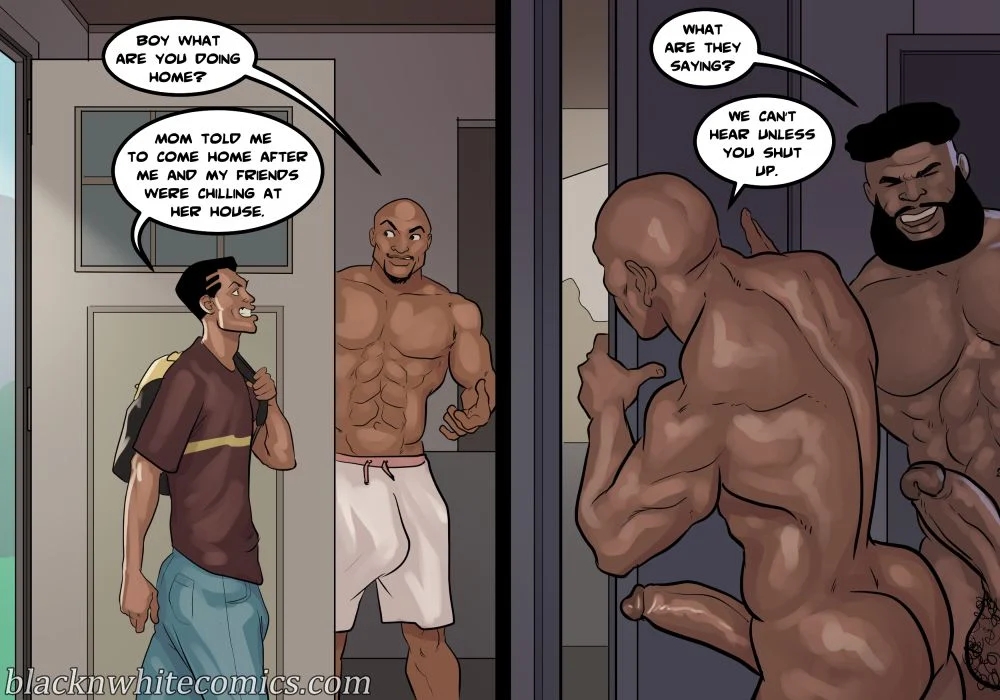 BOY WHAT
ARE YOU DOING
HOME?
MOM TOLD ME
TO COME HOME AFTER
ME AND MY FRIENDS
WERE CHILLING AT
HER HOUSE.
WHAT
ARE THEY
SAYING?
WE CAN'T
HEAR UNLESS
YOU SHUT
UP.
blacknwhitecomics.com